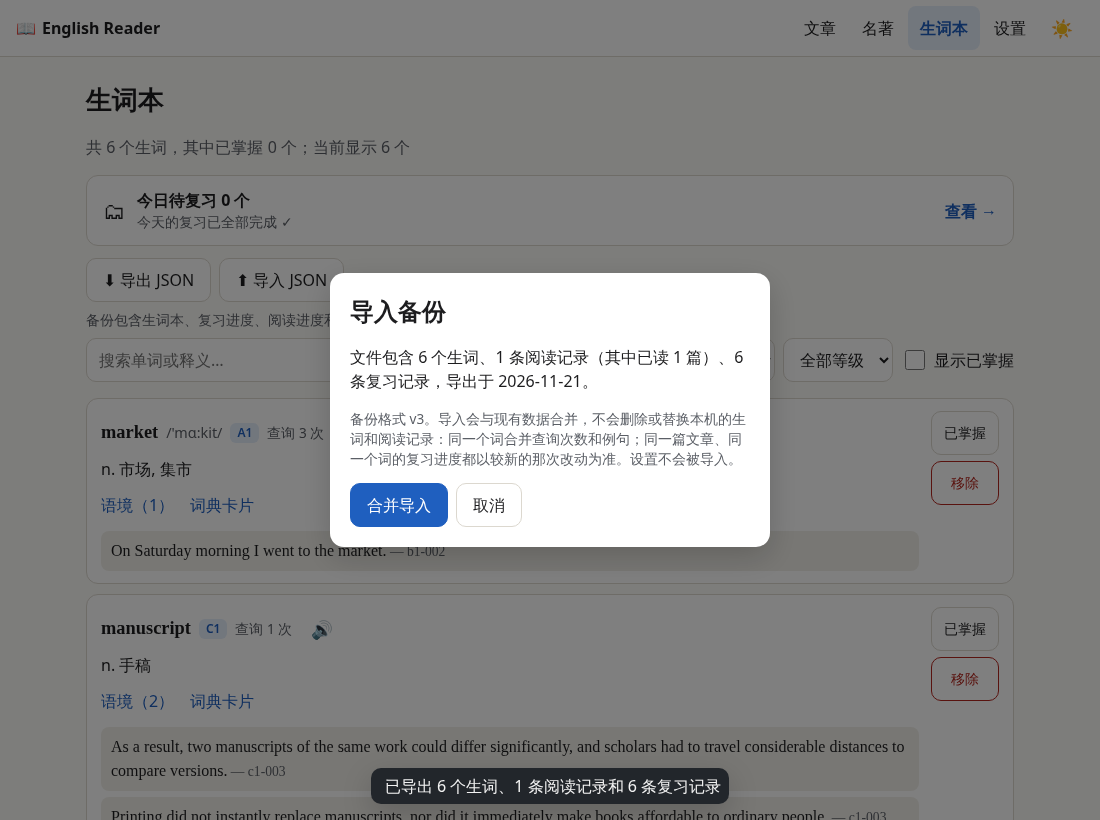 📖 English Reader
文章 名著 生词本 设置 ☀️
生词本
共 6 个生词，其中已掌握 0 个；当前显示 6 个
今日待复习 0 个
今天的复习已全部完成 ✓
查看 →
⬇ 导出 JSON ⬆ 导入 JSON
备份包含生词本、复习进度、阅读进度
搜索单词或释义… 全部等级 显示已掌握
导入备份
文件包含 6 个生词、1 条阅读记录（其中已读 1 篇）、6
条复习记录，导出于 2026-11-21。
备份格式 v3。导入会与现有数据合并，不会删除或替换本机的生
词和阅读记录：同一个词合并查询次数和例句；同一篇文章、同
一个词的复习进度都以较新的那次改动为准。设置不会被导入。
合并导入 取消
market /'mɑ:kit/ A1 查询 3 次 已掌握
n. 市场, 集市
移除
语境（1） 词典卡片
On Saturday morning I went to the market. — b1-002
manuscript C1 查询 1 次 🔊 已掌握
n. 手稿
移除
语境（2） 词典卡片
As a result, two manuscripts of the same work could differ significantly, and scholars had to travel considerable distances to
compare versions. — c1-003
已导出 6 个生词、1 条阅读记录和 6 条复习记录
Printing did not instantly replace manuscripts, nor did it immediately make books affordable to ordinary people. — c1-003